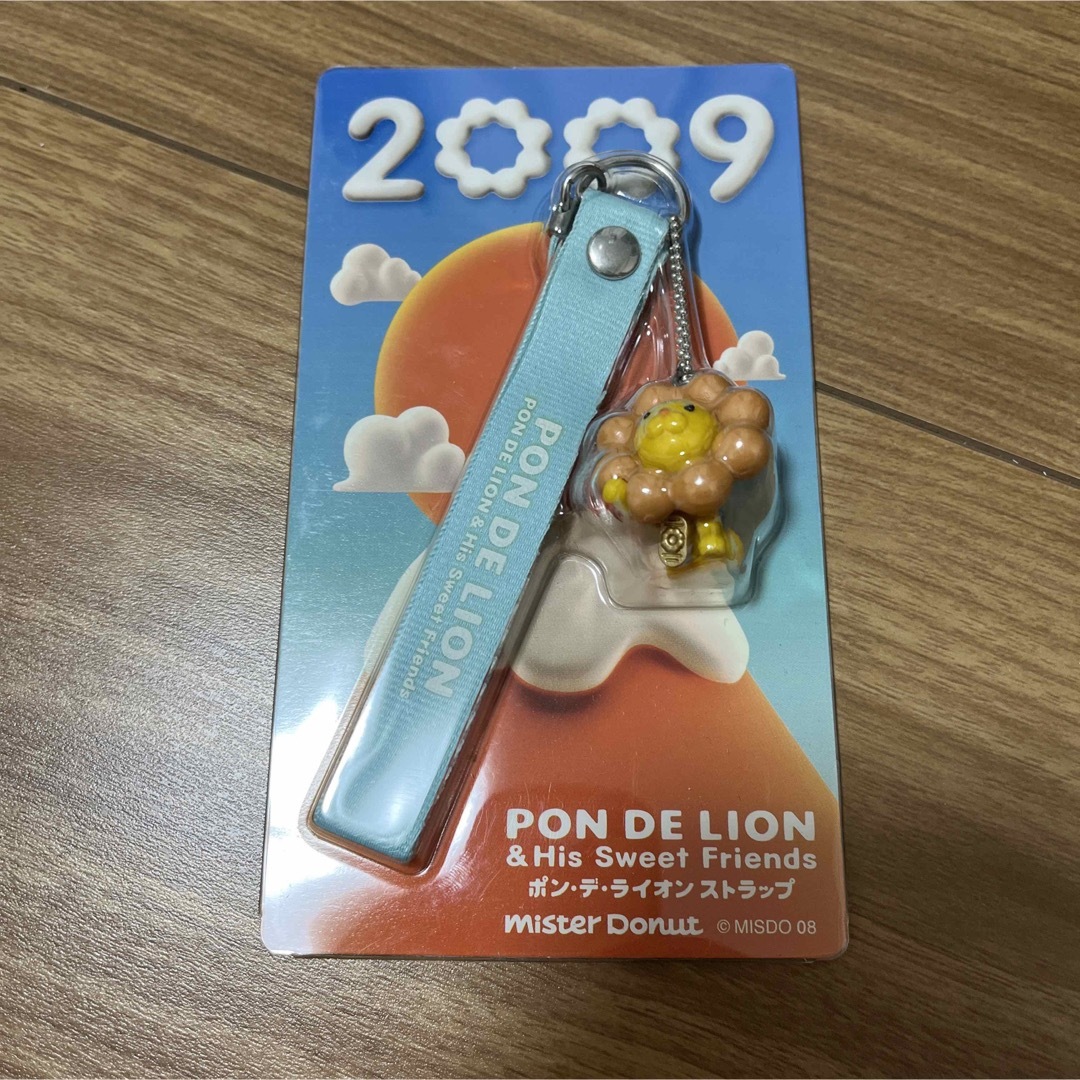 2009
PON DE LION
PON DE LION & His Sweet Friends
PON DE LION
& His Sweet Friends
ポン・デ・ライオン ストラップ
mister Donut © MISDO 08